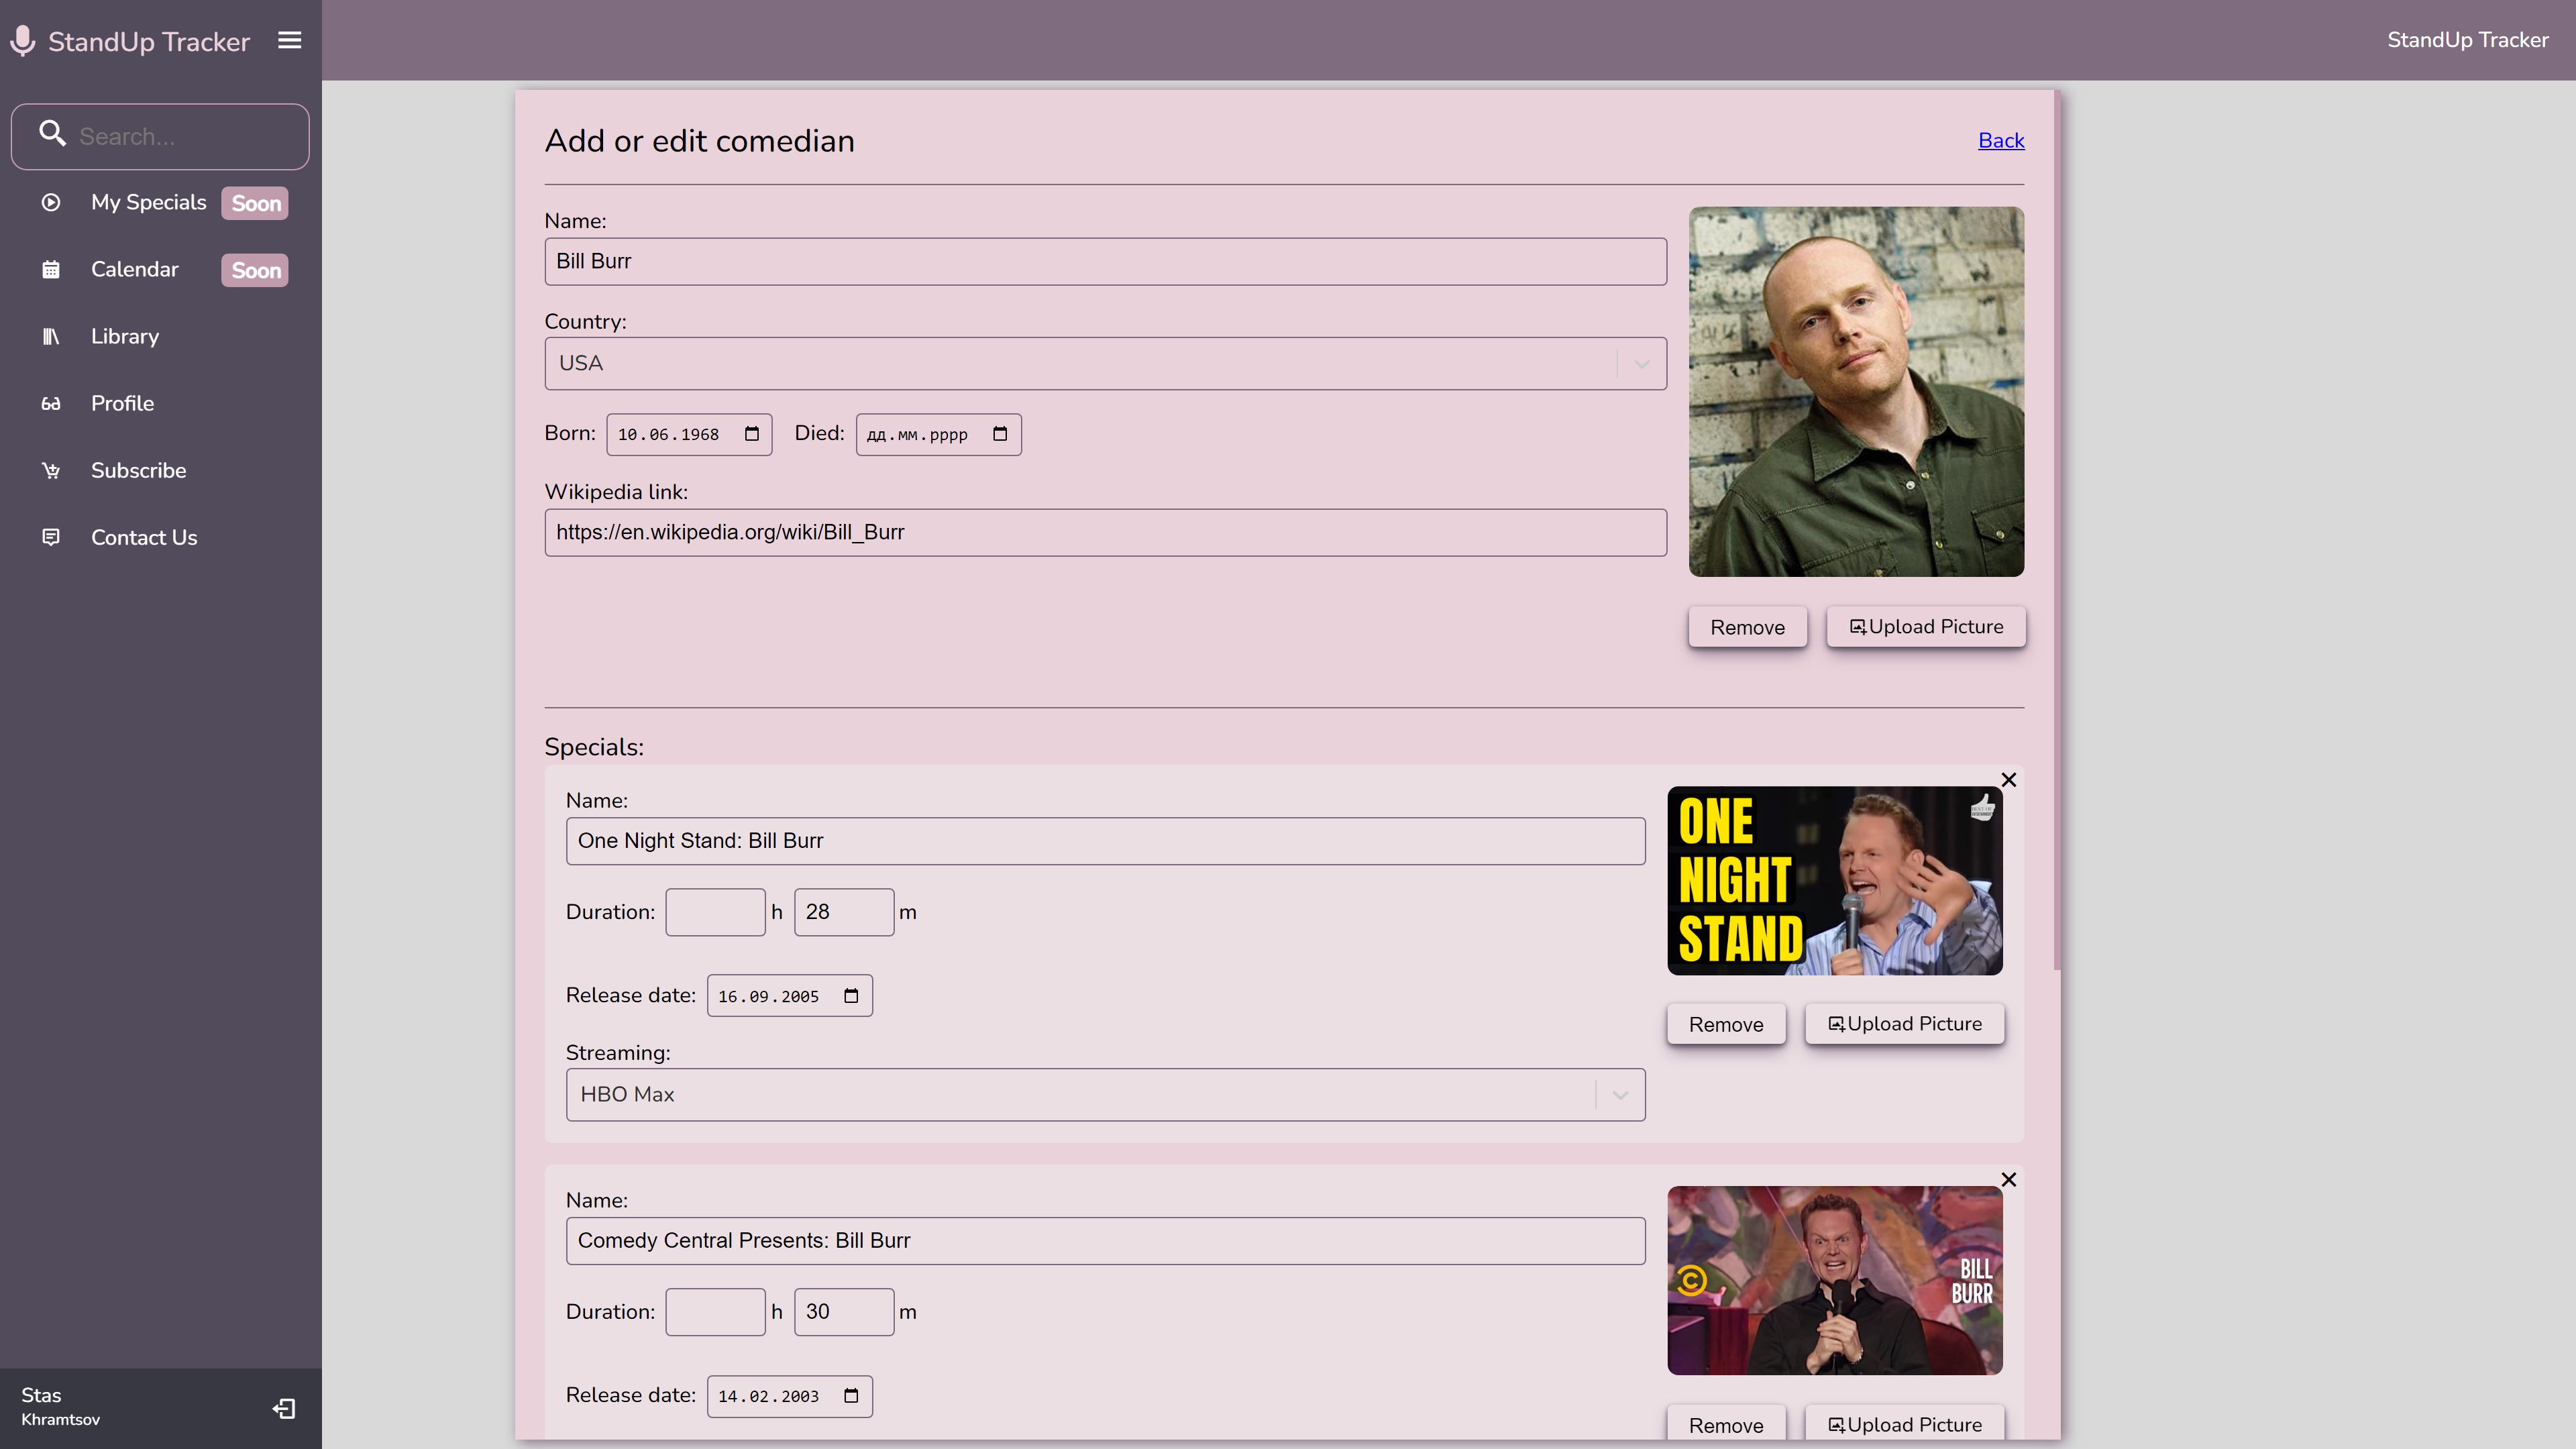 StandUp Tracker
StandUp Tracker
Search...
My Specials Soon
Calendar Soon
Library
Profile
Subscribe
Contact Us
Stas
Khramtsov
Add or edit comedian
Back
Name:
Bill Burr
Country:
USA
Born: 10.06.1968 Died: дд.мм.рррр
Wikipedia link:
https://en.wikipedia.org/wiki/Bill_Burr
Remove Upload Picture
Specials:
Name:
One Night Stand: Bill Burr
Duration: h 28 m
Release date: 16.09.2005
Streaming:
HBO Max
ONE
NIGHT
STAND
Remove Upload Picture
Name:
Comedy Central Presents: Bill Burr
Duration: h 30 m
Release date: 14.02.2003
BILL
BURR
Remove Upload Picture